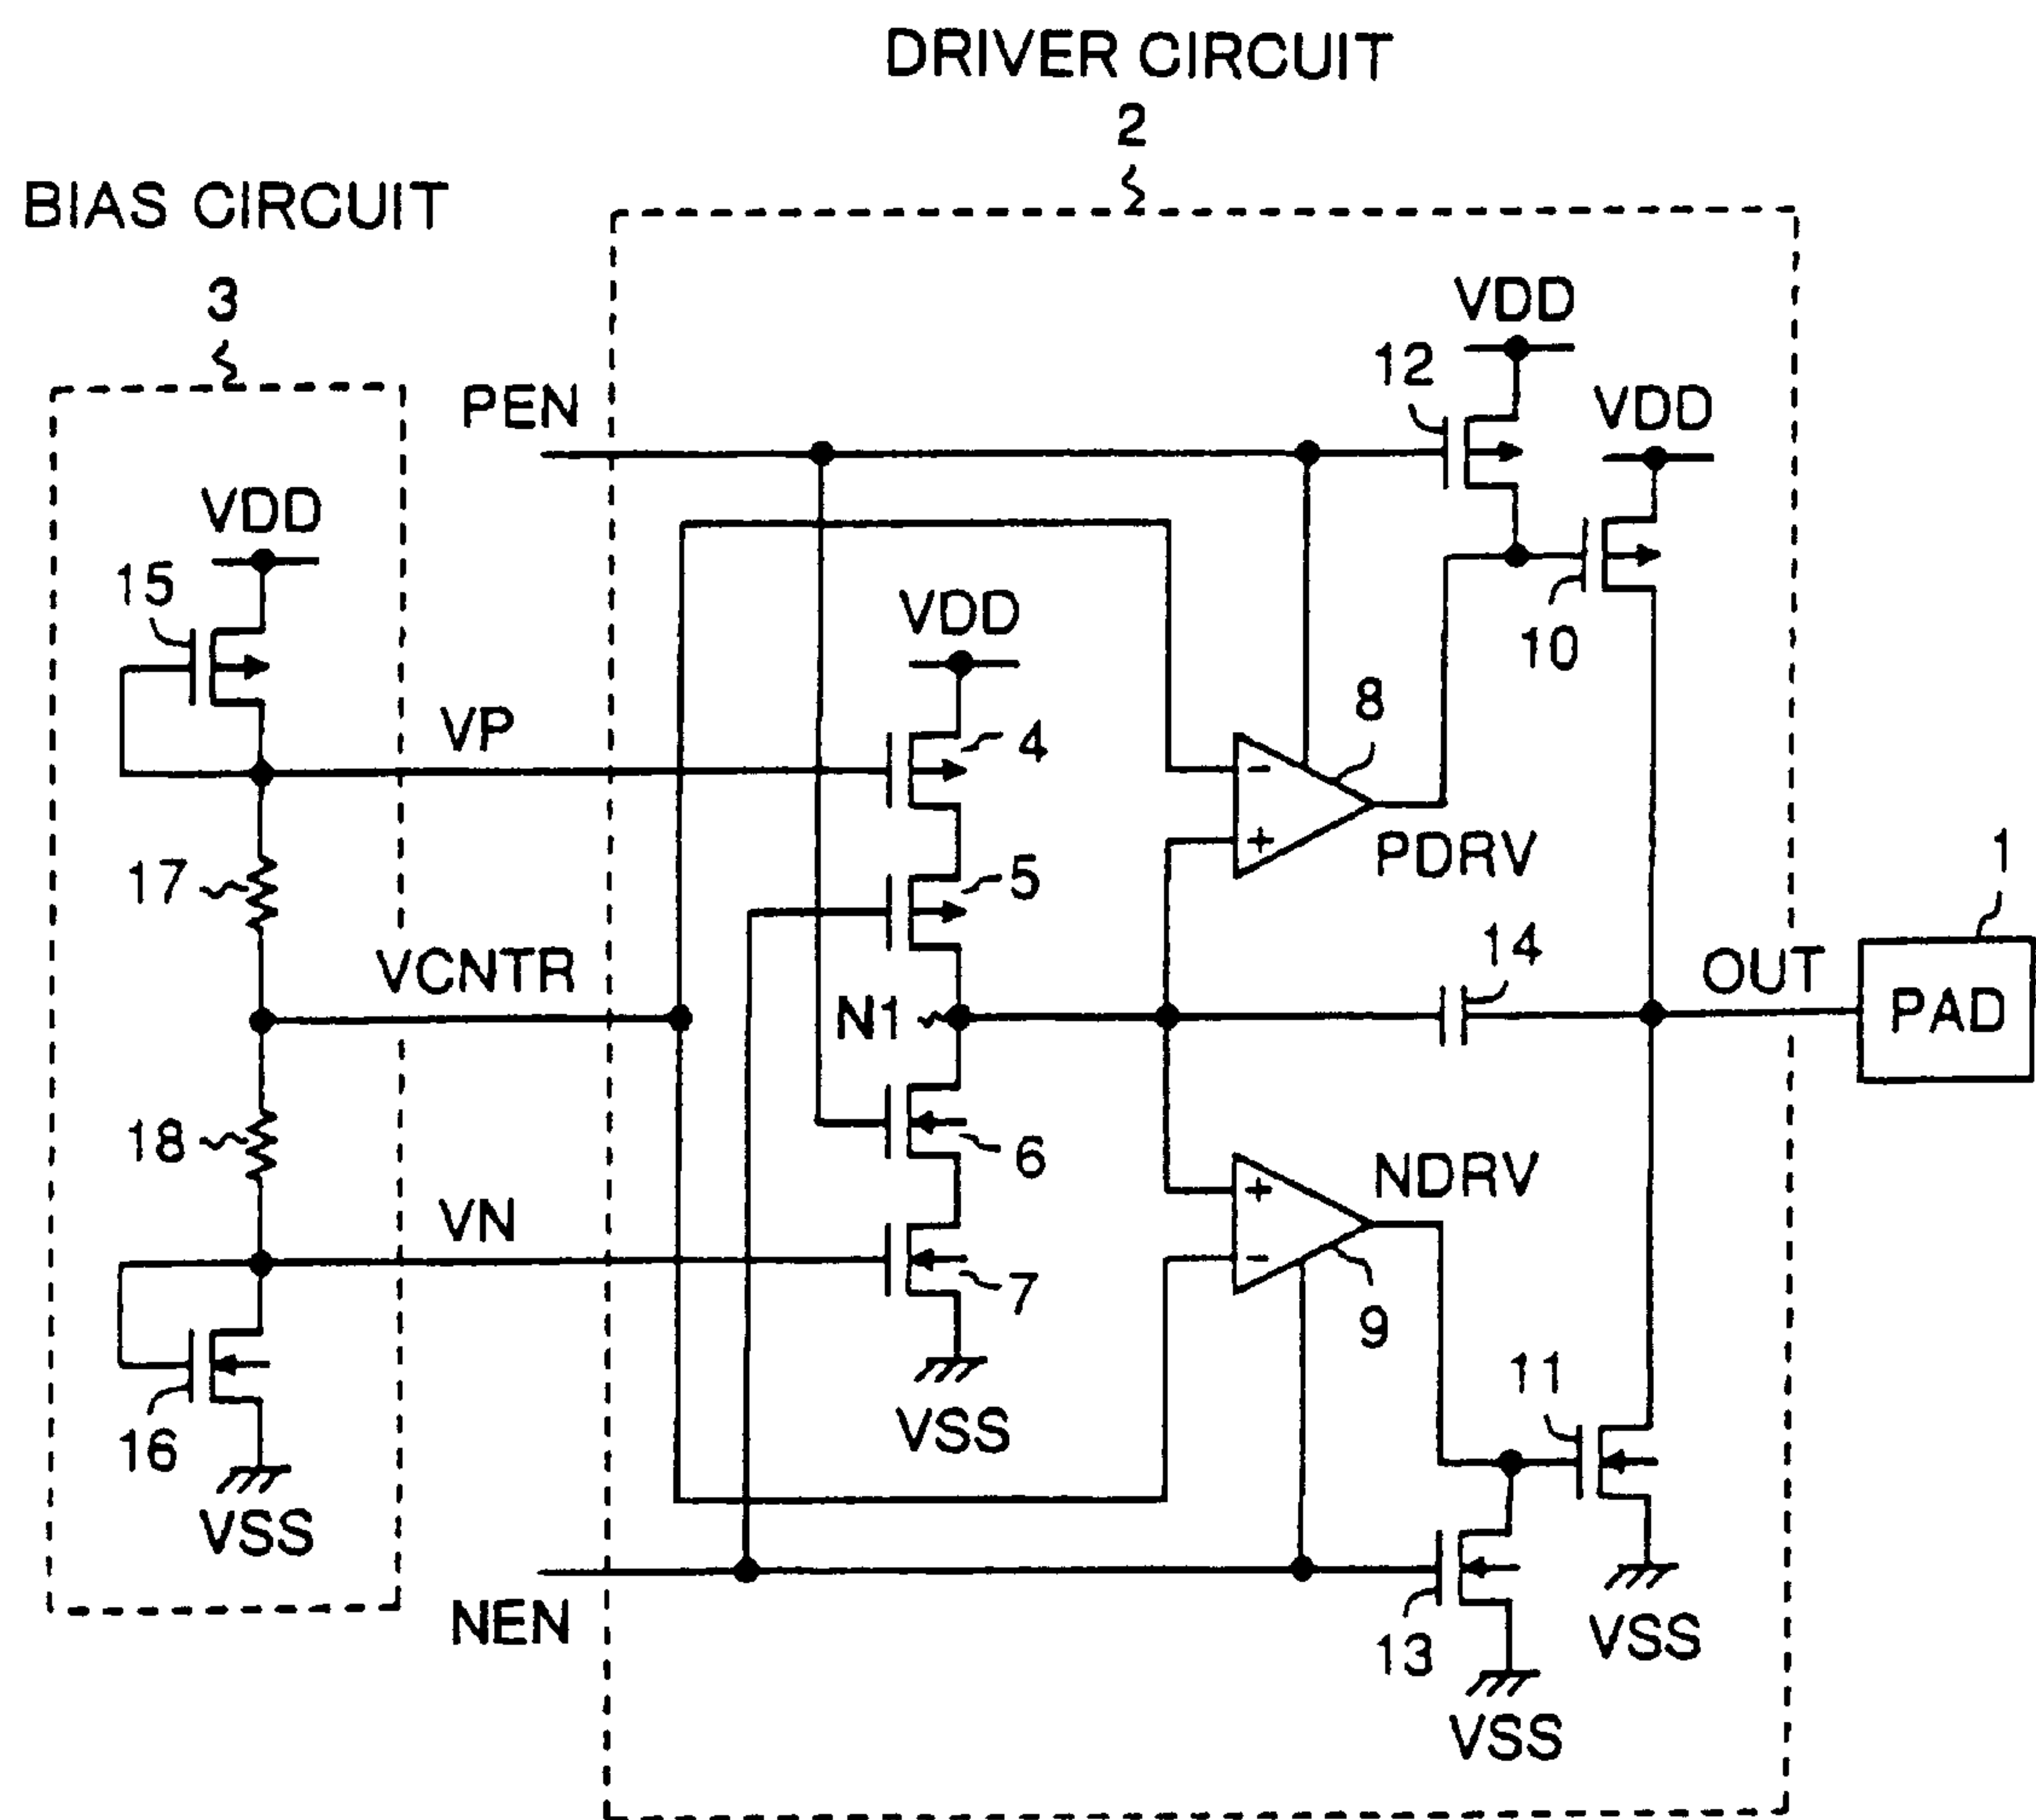 DRIVER CIRCUIT
2
BIAS CIRCUIT
3
VDD
12
PEN
VDD
VDD
15
10
VDD
8
VP
4
17
5
PDRV
1
14
VCNTR
OUT
N1
PAD
18
6
NDRV
VN
7
9
11
16
VSS
VSS
NEN
13
VSS
VSS